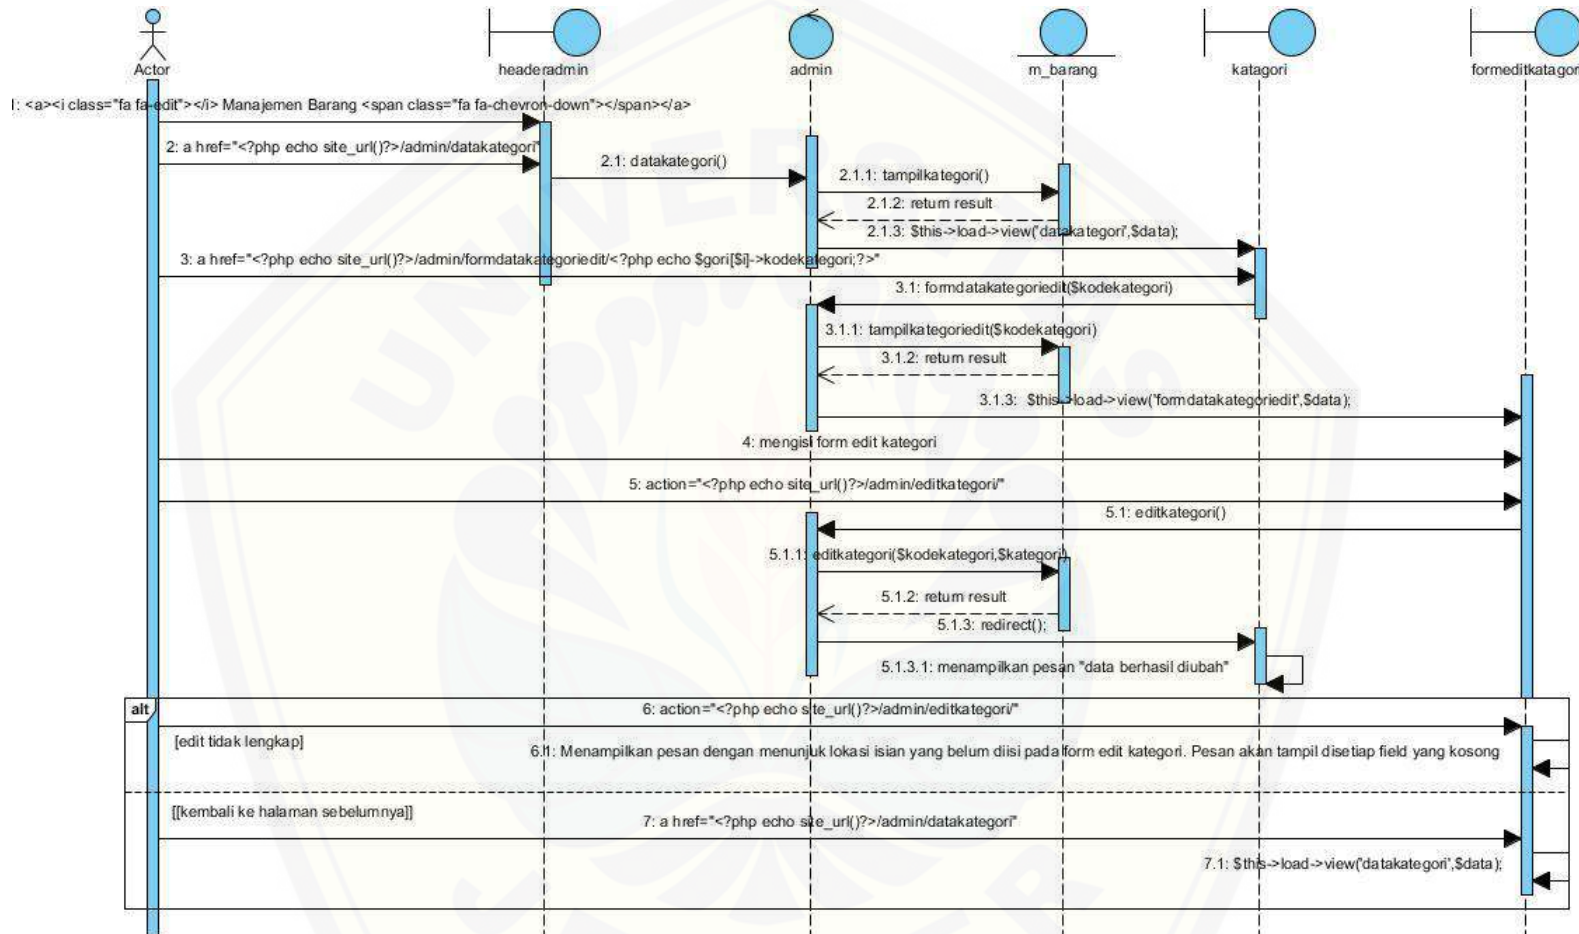 Actor
headeradmin
admin
m_barang
katagori
formeditkatagori
1: <a><i class="fa fa-edit"></i> Manajemen Barang <span class="fa fa-chevron-down"></span></a>
2: a href="<?php echo site_url()?>/admin/datakategori"
2.1: datakategori()
2.1.1: tampilkategori()
2.1.2: return result
2.1.3: $this->load->view('datakategori',$data);
3: a href="<?php echo site_url()?>/admin/formdatakategoriedit/<?php echo $gori[$i]->kodekategori;?>"
3.1: formdatakategoriedit($kodekategori)
3.1.1: tampilkategoriedit($kodekategori)
3.1.2: return result
3.1.3: $this->load->view('formdatakategoriedit',$data);
4: mengisi form edit kategori
5: action="<?php echo site_url()?>/admin/editkategori/"
5.1: editkategori()
5.1.1: editkategori($kodekategori,$kategori)
5.1.2: return result
5.1.3: redirect();
5.1.3.1: menampilkan pesan "data berhasil diubah"
alt
6: action="<?php echo site_url()?>/admin/editkategori/"
[edit tidak lengkap]
6.1: Menampilkan pesan dengan menunjuk lokasi isian yang belum diisi pada form edit kategori. Pesan akan tampil disetiap field yang kosong
[[kembali ke halaman sebelumnya]]
7: a href="<?php echo site_url()?>/admin/datakategori"
7.1: $this->load->view('datakategori',$data);